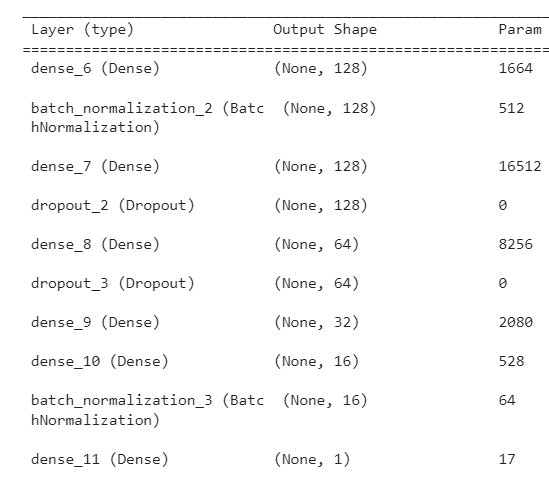 Layer (type) Output Shape Param
dense_6 (Dense) (None, 128) 1664
batch_normalization_2 (Batc (None, 128) 512
hNormalization)
dense_7 (Dense) (None, 128) 16512
dropout_2 (Dropout) (None, 128) 0
dense_8 (Dense) (None, 64) 8256
dropout_3 (Dropout) (None, 64) 0
dense_9 (Dense) (None, 32) 2080
dense_10 (Dense) (None, 16) 528
batch_normalization_3 (Batc (None, 16) 64
hNormalization)
dense_11 (Dense) (None, 1) 17